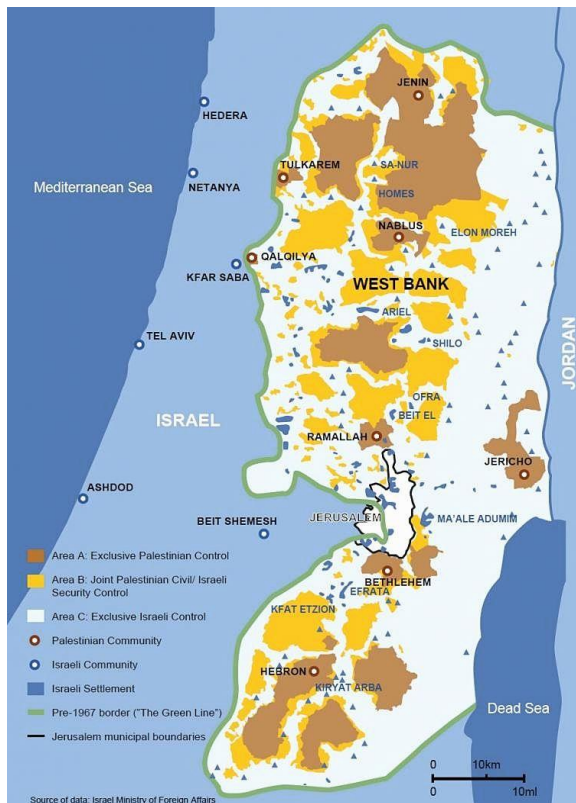 JENIN
HEDERA
SA-NUR
TULKAREM
Mediterranean Sea
NETANYA
HOMES
NABLUS
ELON MOREH
QALQILYA
KFAR SABA
WEST BANK
ARIEL
TEL AVIV
SHILO
JORDAN
OFRA
ISRAEL
BEIT EL
RAMALLAH
JERICHO
ASHDOD
JERUSALEM
MA'ALE ADUMIM
BEIT SHEMESH
Area A: Exclusive Palestinian Control
Area B: Joint Palestinian Civil/ Israeli
Security Control
Area C: Exclusive Israeli Control
Palestinian Community
Israeli Community
Israeli Settlement
Pre-1967 border ("The Green Line")
Jerusalem municipal boundaries
BETHLEHEM
EFRATA
KFAT ETZION
HEBRON
KIRYAT ARBA
Dead Sea
0 10km
0 10ml
Source of data: Israel Ministry of Foreign Affairs